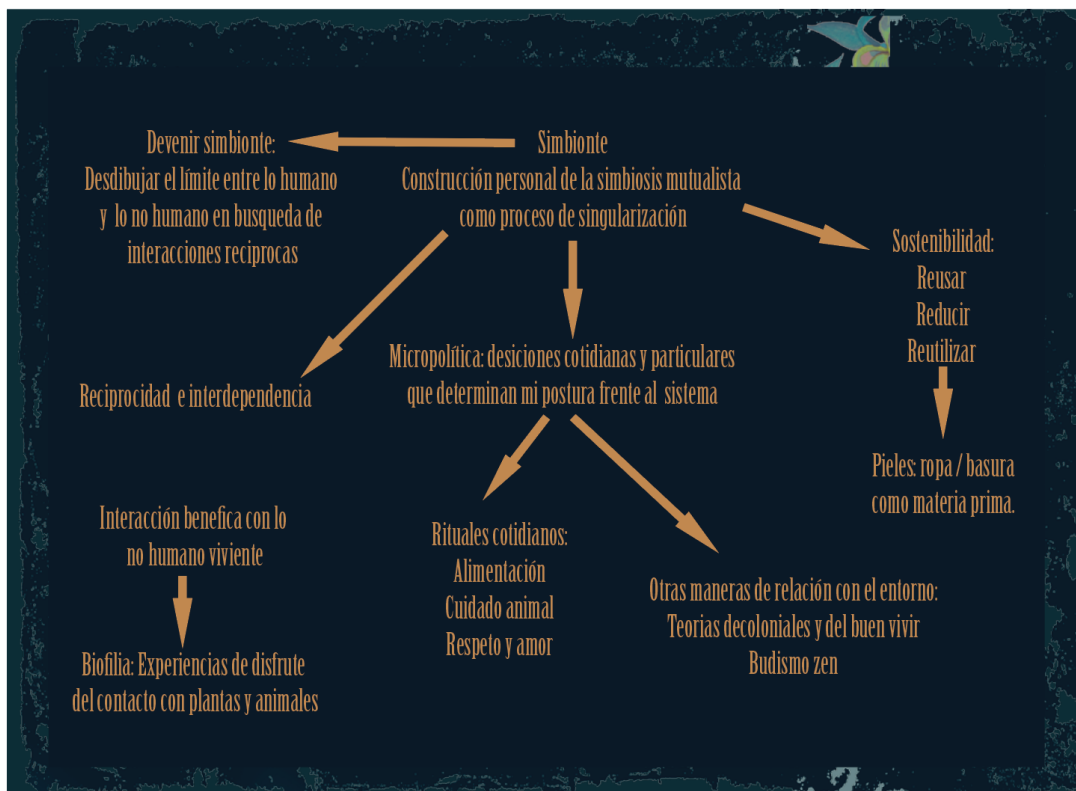 Devenir simbionte:
Desdibujar el límite entre lo humano
y lo no humano en busqueda de
interacciones reciprocas
Simbionte
Construcción personal de la simbiosis mutualista
como proceso de singularización
Sostenibilidad:
Reusar
Reducir
Reutilizar
Reciprocidad e interdependencia
Micropolítica: desiciones cotidianas y particulares
que determinan mi postura frente al sistema
Pieles: ropa / basura
como materia prima.
Interacción benefica con lo
no humano viviente
Rituales cotidianos:
Alimentación
Cuidado animal
Respeto y amor
Otras maneras de relación con el entorno:
Teorias decoloniales y del buen vivir
Budismo zen
Biofilia: Experiencias de disfrute
del contacto con plantas y animales